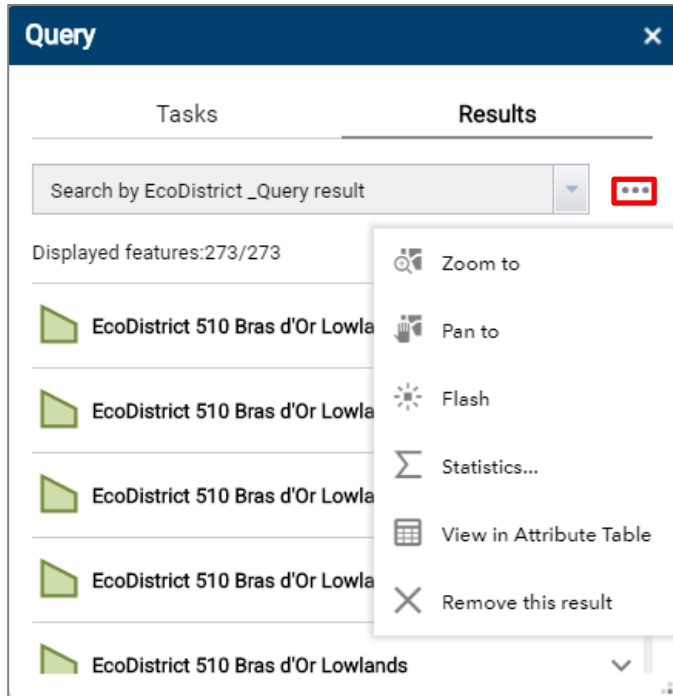 Query
Tasks
Results
Search by EcoDistrict _Query result
Displayed features:273/273
Zoom to
EcoDistrict 510 Bras d'Or Lowla
Pan to
Flash
EcoDistrict 510 Bras d'Or Lowla
Statistics...
EcoDistrict 510 Bras d'Or Lowla
View in Attribute Table
EcoDistrict 510 Bras d'Or Lowla
Remove this result
EcoDistrict 510 Bras d'Or Lowlands